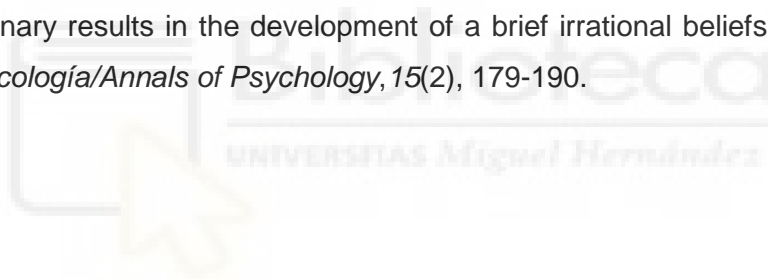 nary results in the development of a brief irrational beliefs
cología/Annals of Psychology, 15(2), 179-190.
Biblioteca
UNIVERSITAS Miguel Hernández